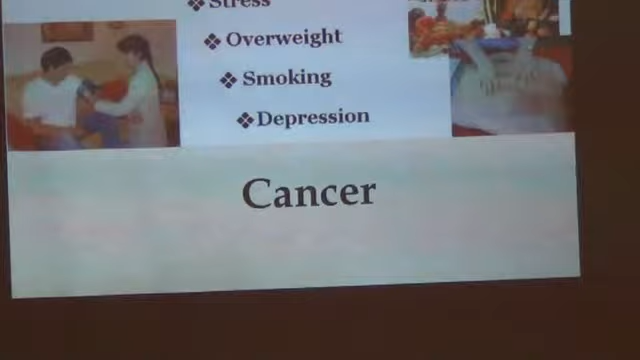 ❖ Stress
❖ Overweight
❖ Smoking
❖ Depression
Cancer